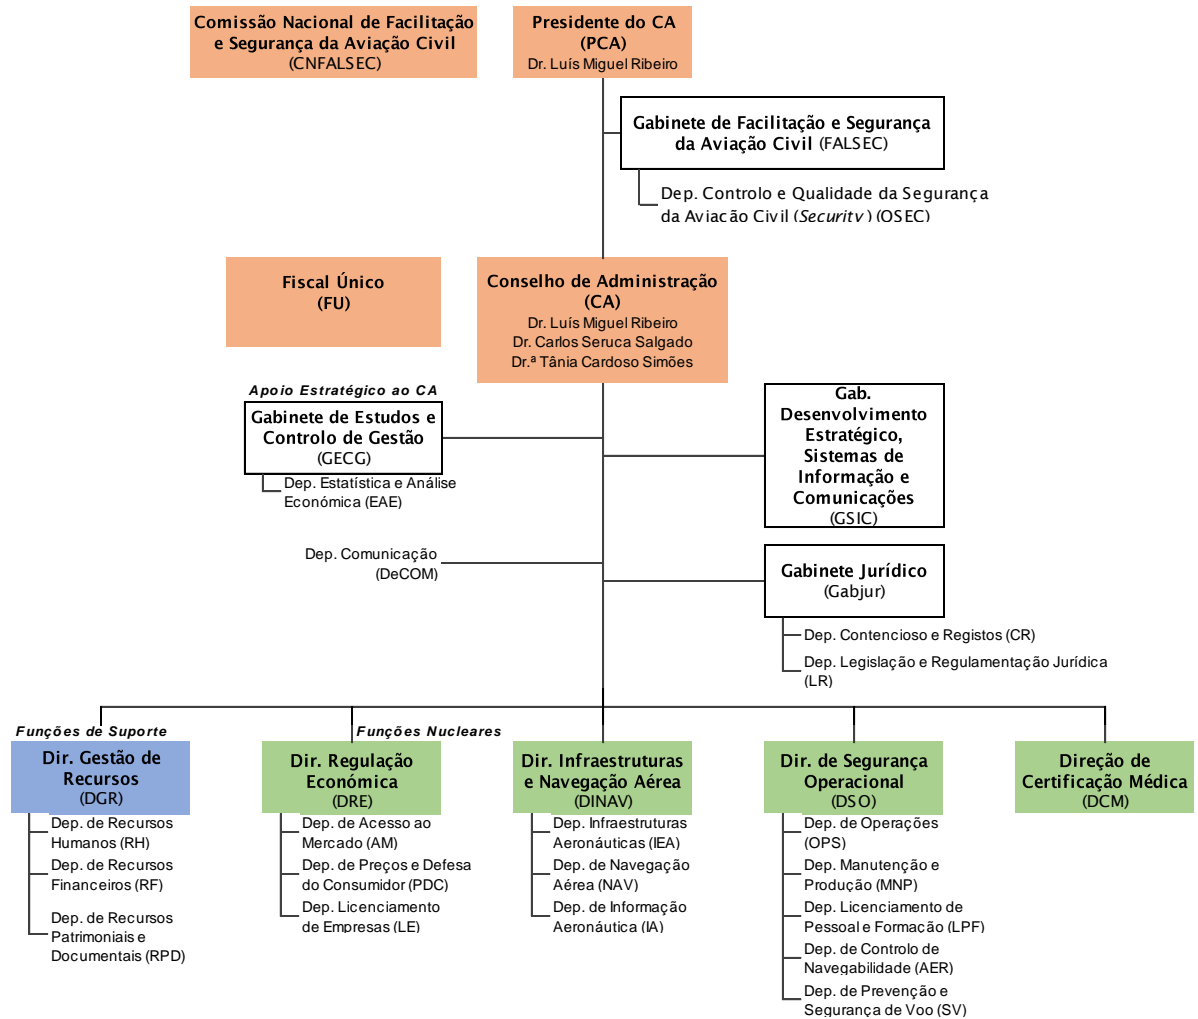 Comissão Nacional de Facilitação
e Segurança da Aviação Civil
(CNFALSEC)
Presidente do CA
(PCA)
Dr. Luís Miguel Ribeiro
Gabinete de Facilitação e Segurança
da Aviação Civil (FALSEC)
Dep. Controlo e Qualidade da Segurança
da Aviação Civil (Security) (QSEC)
Fiscal Único
(FU)
Conselho de Administração
(CA)
Dr. Luís Miguel Ribeiro
Dr. Carlos Seruca Salgado
Dr.ª Tânia Cardoso Simões
Apoio Estratégico ao CA
Gabinete de Estudos e
Controlo de Gestão
(GECG)
Dep. Estatística e Análise
Económica (EAE)
Gab.
Desenvolvimento
Estratégico,
Sistemas de
Informação e
Comunicações
(GSIC)
Dep. Comunicação
(DeCOM)
Gabinete Jurídico
(Gabjur)
Dep. Contencioso e Registos (CR)
Dep. Legislação e Regulamentação Jurídica
(LR)
Funções de Suporte
Funções Nucleares
Dir. Gestão de
Recursos
(DGR)
Dep. de Recursos
Humanos (RH)
Dep. de Recursos
Financeiros (RF)
Dep. de Recursos
Patrimoniais e
Documentais (RPD)
Dir. Regulação
Económica
(DRE)
Dep. de Acesso ao
Mercado (AM)
Dep. de Preços e Defesa
do Consumidor (PDC)
Dep. Licenciamento
de Empresas (LE)
Dir. Infraestruturas
e Navegação Aérea
(DINAV)
Dep. Infraestruturas
Aeronáuticas (IEA)
Dep. de Navegação
Aérea (NAV)
Dep. de Informação
Aeronáutica (IA)
Dir. de Segurança
Operacional
(DSO)
Dep. de Operações
(OPS)
Dep. Manutenção e
Produção (MNP)
Dep. Licenciamento de
Pessoal e Formação (LPF)
Dep. de Controlo de
Navegabilidade (AER)
Dep. de Prevenção e
Segurança de Voo (SV)
Direção de
Certificação Médica
(DCM)